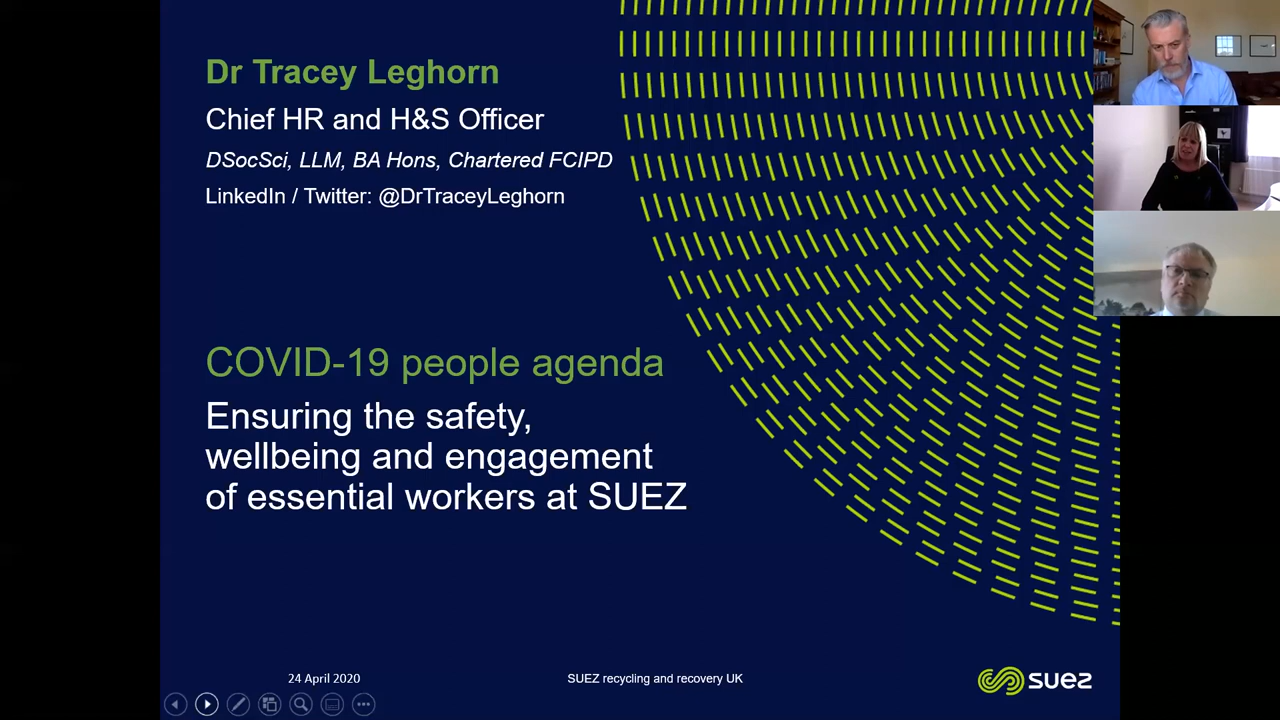 Dr Tracey Leghorn
Chief HR and H&S Officer
DSocSci, LLM, BA Hons, Chartered FCIPD
LinkedIn / Twitter: @DrTraceyLeghorn
COVID-19 people agenda
Ensuring the safety,
wellbeing and engagement
of essential workers at SUEZ
24 April 2020
SUEZ recycling and recovery UK
suez